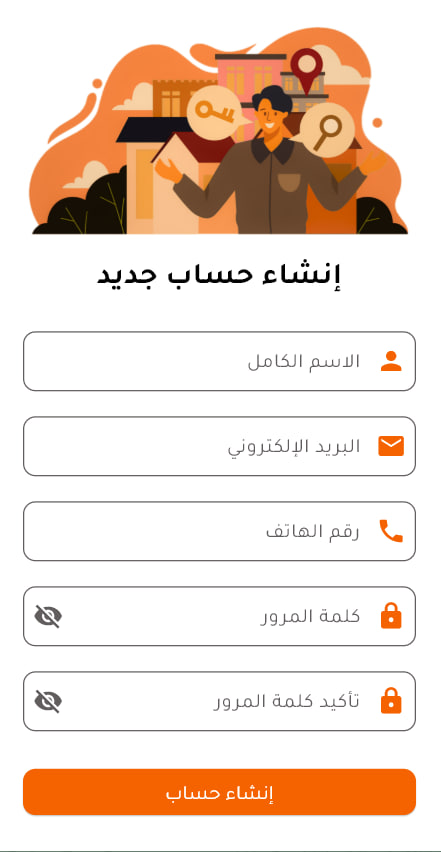 إنشاء حساب جديد
الاسم الكامل
البريد الإلكتروني
رقم الهاتف
كلمة المرور
تأكيد كلمة المرور
إنشاء حساب